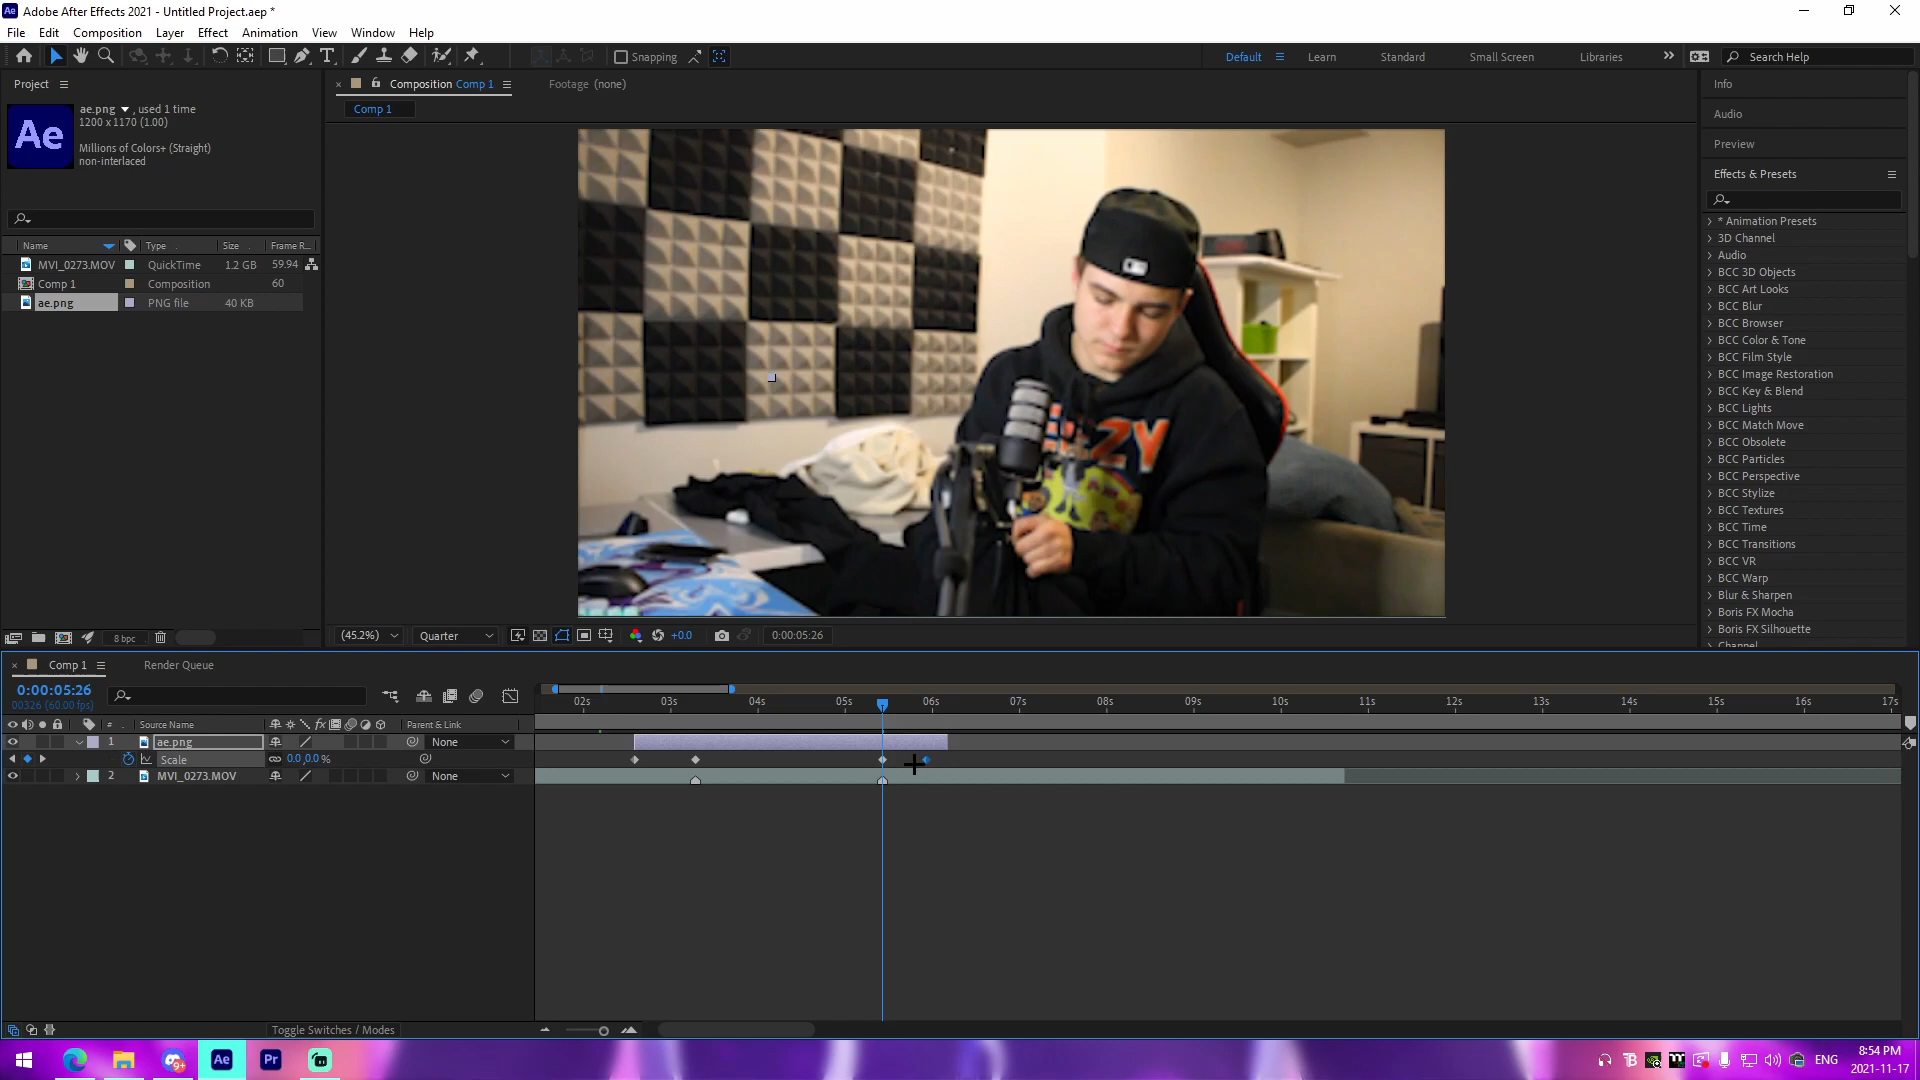 Ae Adobe After Effects 2021 - Untitled Project.aep *
File Edit Composition Layer Effect Animation View Window Help
Snapping Default Learn Standard Small Screen Libraries Search Help
Project
Composition Comp 1 Footage (none)
Comp 1
Ae
ae.png , used 1 time
1200 x 1170 (1.00)
Millions of Colors+ (Straight)
non-interlaced
Name Type Size Frame R...
MVI_0273.MOV QuickTime 1.2 GB 59.94
Comp 1 Composition 60
ae.png PNG file 40 KB
8 bpc
(45.2%) Quarter +0.0 0:00:05:26
Info
Audio
Preview
Effects & Presets
* Animation Presets
3D Channel
Audio
BCC 3D Objects
BCC Art Looks
BCC Blur
BCC Browser
BCC Color & Tone
BCC Film Style
BCC Image Restoration
BCC Key & Blend
BCC Lights
BCC Match Move
BCC Obsolete
BCC Particles
BCC Perspective
BCC Stylize
BCC Textures
BCC Time
BCC Transitions
BCC VR
BCC Warp
Blur & Sharpen
Boris FX Mocha
Boris FX Silhouette
Channel
Comp 1 Render Queue
0:00:05:26
00326 (60.00 fps)
02s 03s 04s 05s 06s 07s 08s 09s 10s 11s 12s 13s 14s 15s 16s 17s
# Source Name fx Parent & Link
1 ae.png None
Scale 0.0,0.0 %
2 MVI_0273.MOV None
Toggle Switches / Modes
9+ Ae Pr
ENG
8:54 PM
2021-11-17